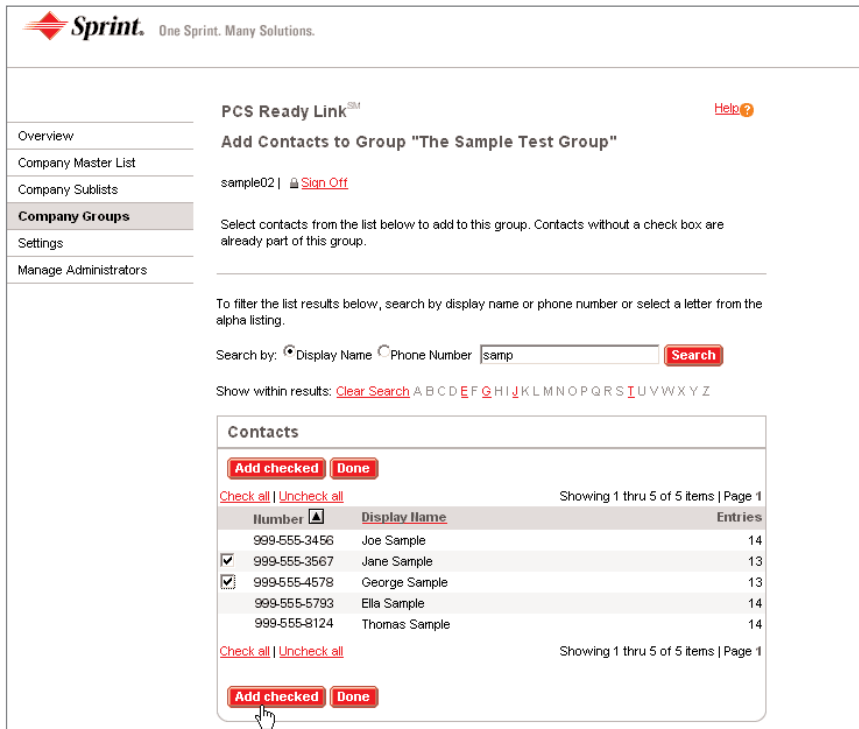 Sprint. One Sprint. Many Solutions.
PCS Ready Link SM
Help ?
Add Contacts to Group "The Sample Test Group"
Overview
Company Master List
Company Sublists
Company Groups
Settings
Manage Administrators
sample02 | Sign Off
Select contacts from the list below to add to this group. Contacts without a check box are
already part of this group.
To filter the list results below, search by display name or phone number or select a letter from the
alpha listing.
Search by: Display Name Phone Number samp Search
Show within results: Clear Search A B C D E F G H I J K L M N O P Q R S T U V W X Y Z
Contacts
Add checked Done
Check all | Uncheck all Showing 1 thru 5 of 5 items | Page 1
Number Display Name Entries
999-555-3456 Joe Sample 14
999-555-3567 Jane Sample 13
999-555-4578 George Sample 13
999-555-5793 Ella Sample 14
999-555-8124 Thomas Sample 14
Check all | Uncheck all Showing 1 thru 5 of 5 items | Page 1
Add checked Done